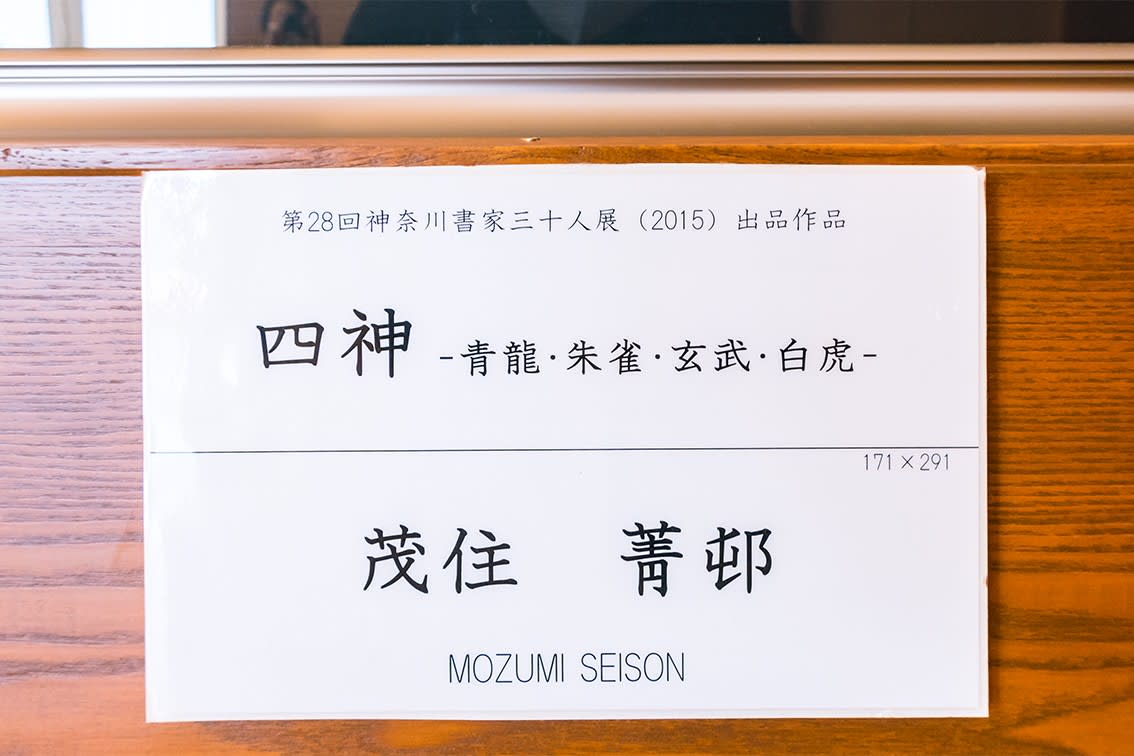 第28回神奈川書家三十人展（2015）出品作品
四神 -青龍・朱雀・玄武・白虎-
171×291
茂住　菁邨
MOZUMI SEISON